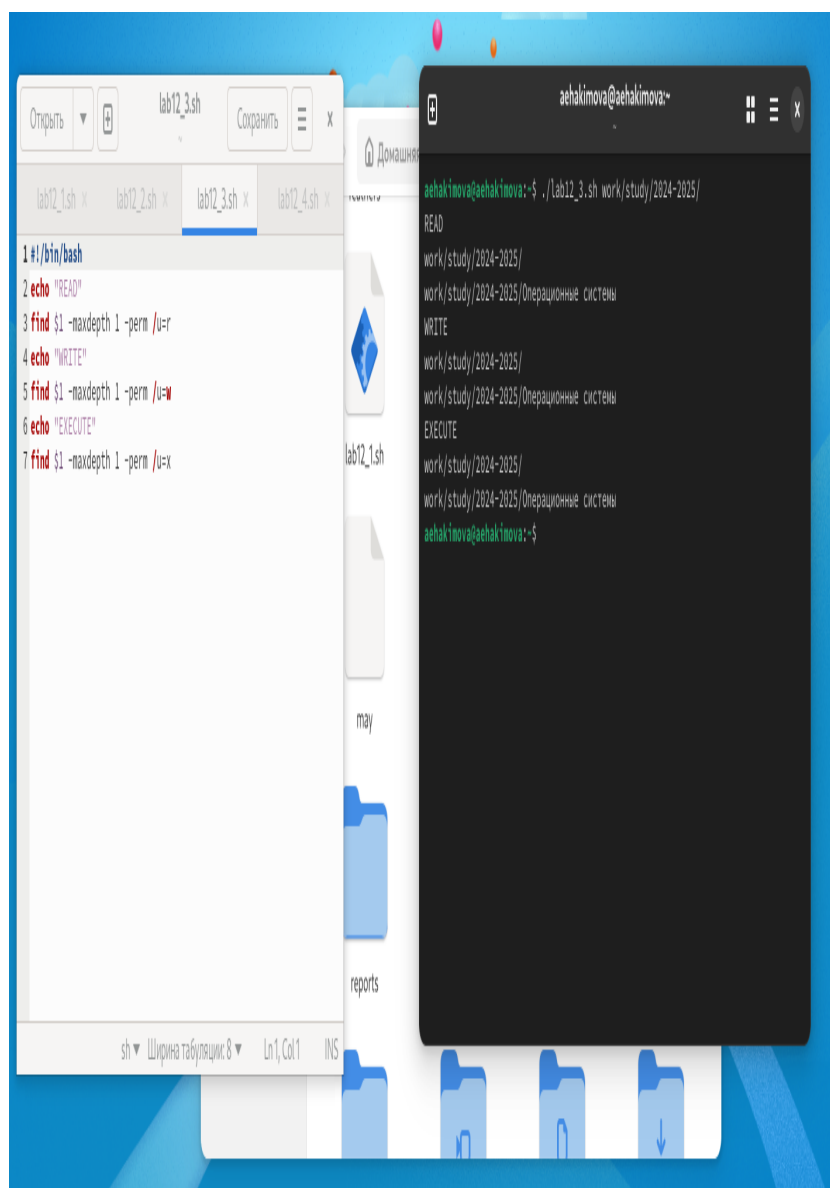 Открыть
lab12_3.sh
Сохранить
lab12_1.sh
lab12_2.sh
lab12_3.sh
lab12_4.sh
1 #!/bin/bash
2 echo "READ"
3 find $1 -maxdepth 1 -perm /u=r
4 echo "WRITE"
5 find $1 -maxdepth 1 -perm /u=w
6 echo "EXECUTE"
7 find $1 -maxdepth 1 -perm /u=x
sh Ширина табуляции: 8 Ln 1, Col 1 INS
Домашняя
lab12_1.sh
may
reports
aehakimova@aehakimova:~
aehakimova@aehakimova:~$ ./lab12_3.sh work/study/2024-2025/
READ
work/study/2024-2025/
work/study/2024-2025/Операционные системы
WRITE
work/study/2024-2025/
work/study/2024-2025/Операционные системы
EXECUTE
work/study/2024-2025/
work/study/2024-2025/Операционные системы
aehakimova@aehakimova:~$